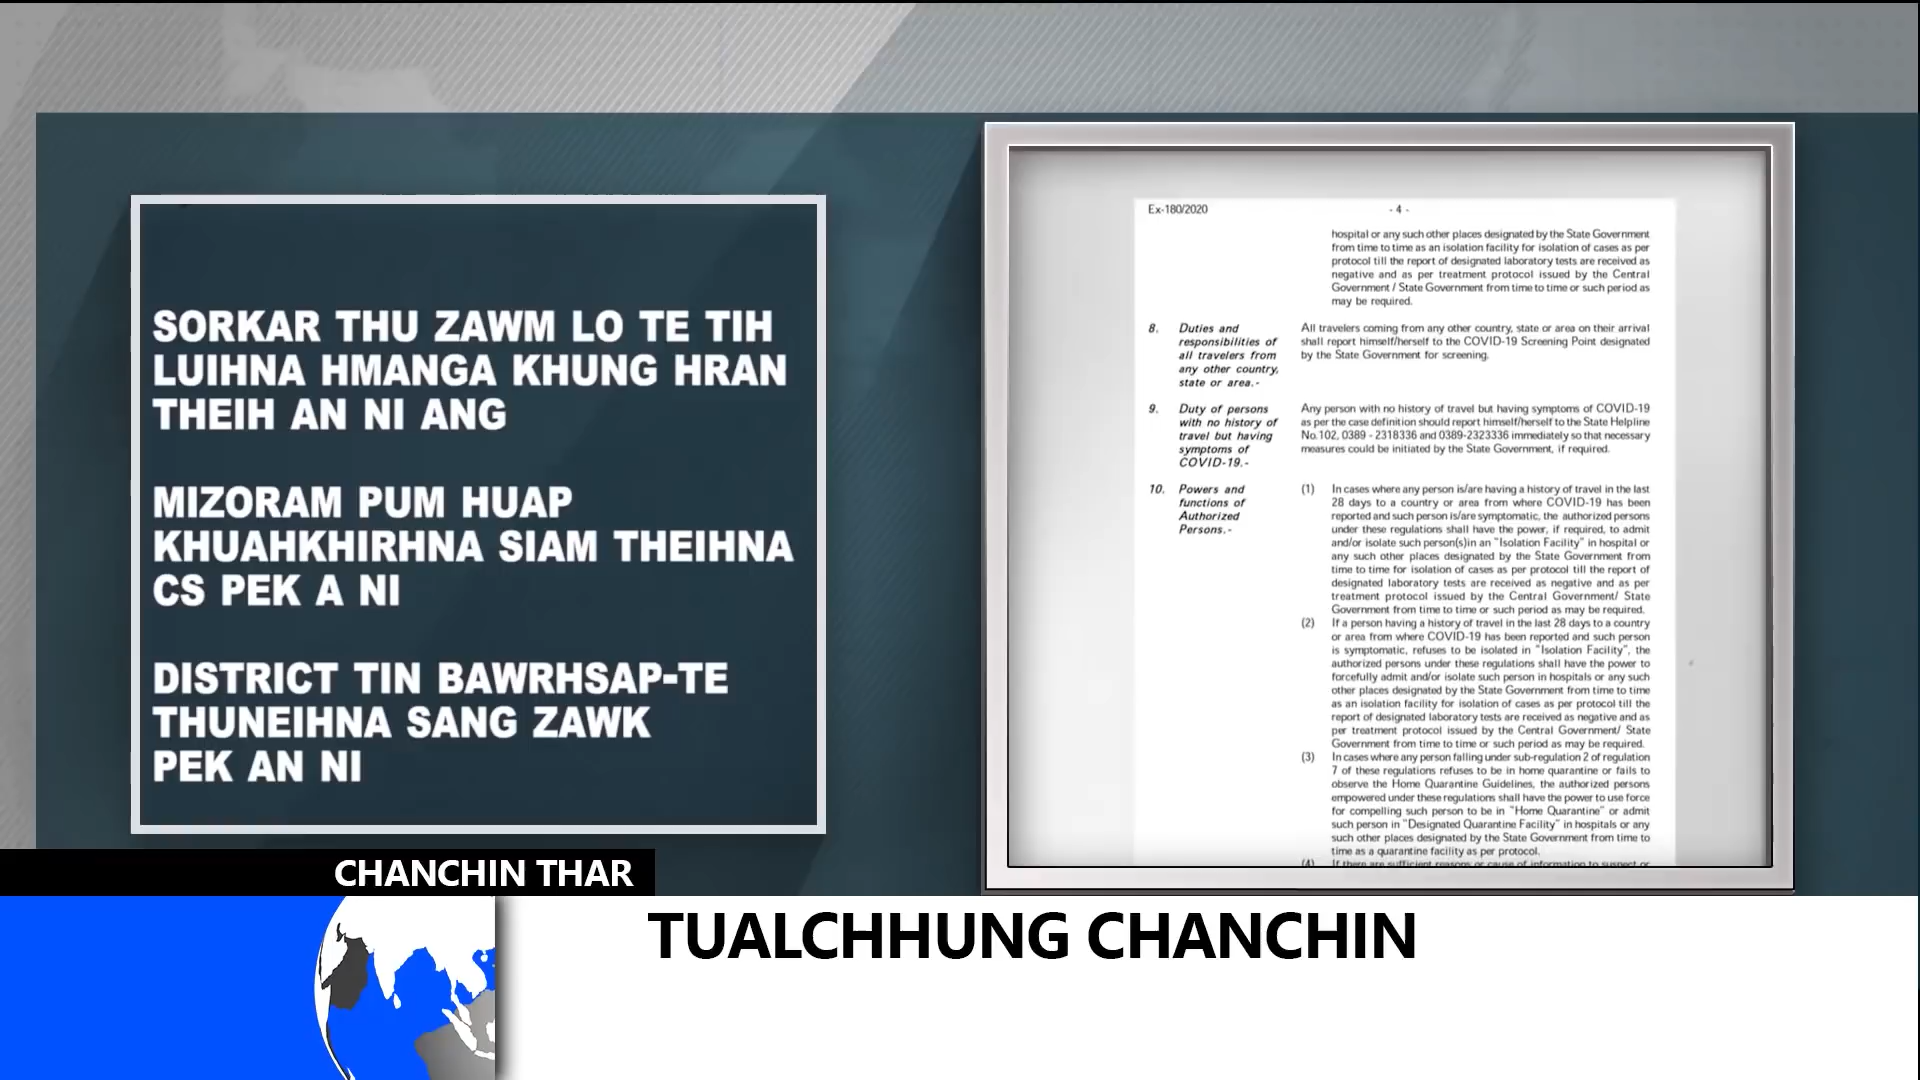 SORKAR THU ZAWM LO TE TIH
LUIHNA HMANGA KHUNG HRAN
THEIH AN NI ANG
MIZORAM PUM HUAP
KHUAHKHIRHNA SIAM THEIHNA
CS PEK A NI
DISTRICT TIN BAWRHSAP-TE
THUNEIHNA SANG ZAWK
PEK AN NI
Ex-180/2020
- 4 -
hospital or any such other places designated by the State Government
from time to time as an isolation facility for isolation of cases as per
protocol till the report of designated laboratory tests are received as
negative and as per treatment protocol issued by the Central
Government / State Government from time to time or such period as
may be required.
8. Duties and
responsibilities of
all travelers from
any other country,
state or area.-
All travelers coming from any other country, state or area on their arrival
shall report himself/herself to the COVID-19 Screening Point designated
by the State Government for screening.
9. Duty of persons
with no history of
travel but having
symptoms of
COVID-19.-
Any person with no history of travel but having symptoms of COVID-19
as per the case definition should report himself/herself to the State Helpline
No.102, 0389 - 2318336 and 0389-2323336 immediately so that necessary
measures could be initiated by the State Government, if required.
10. Powers and
functions of
Authorized
Persons.-
(1) In cases where any person is/are having a history of travel in the last
28 days to a country or area from where COVID-19 has been
reported and such person is/are symptomatic, the authorized persons
under these regulations shall have the power, if required, to admit
and/or isolate such person(s)in an "Isolation Facility" in hospital or
any such other places designated by the State Government from
time to time for isolation of cases as per protocol till the report of
designated laboratory tests are received as negative and as per
treatment protocol issued by the Central Government/ State
Government from time to time or such period as may be required.
(2) If a person having a history of travel in the last 28 days to a country
or area from where COVID-19 has been reported and such person
is symptomatic, refuses to be isolated in "Isolation Facility", the
authorized persons under these regulations shall have the power to
forcefully admit and/or isolate such person in hospitals or any such
other places designated by the State Government from time to time
as an isolation facility for isolation of cases as per protocol till the
report of designated laboratory tests are received as negative and as
per treatment protocol issued by the Central Government/ State
Government from time to time or such period as may be required.
(3) In cases where any person falling under sub-regulation 2 of regulation
7 of these regulations refuses to be in home quarantine or fails to
observe the Home Quarantine Guidelines, the authorized persons
empowered under these regulations shall have the power to use force
for compelling such person to be in "Home Quarantine" or admit
such person in "Designated Quarantine Facility" in hospitals or any
such other places designated by the State Government from time to
time as a quarantine facility as per protocol.
(4) If there are sufficient reasons or cause of information to suspect or
CHANCHIN THAR
TUALCHHUNG CHANCHIN